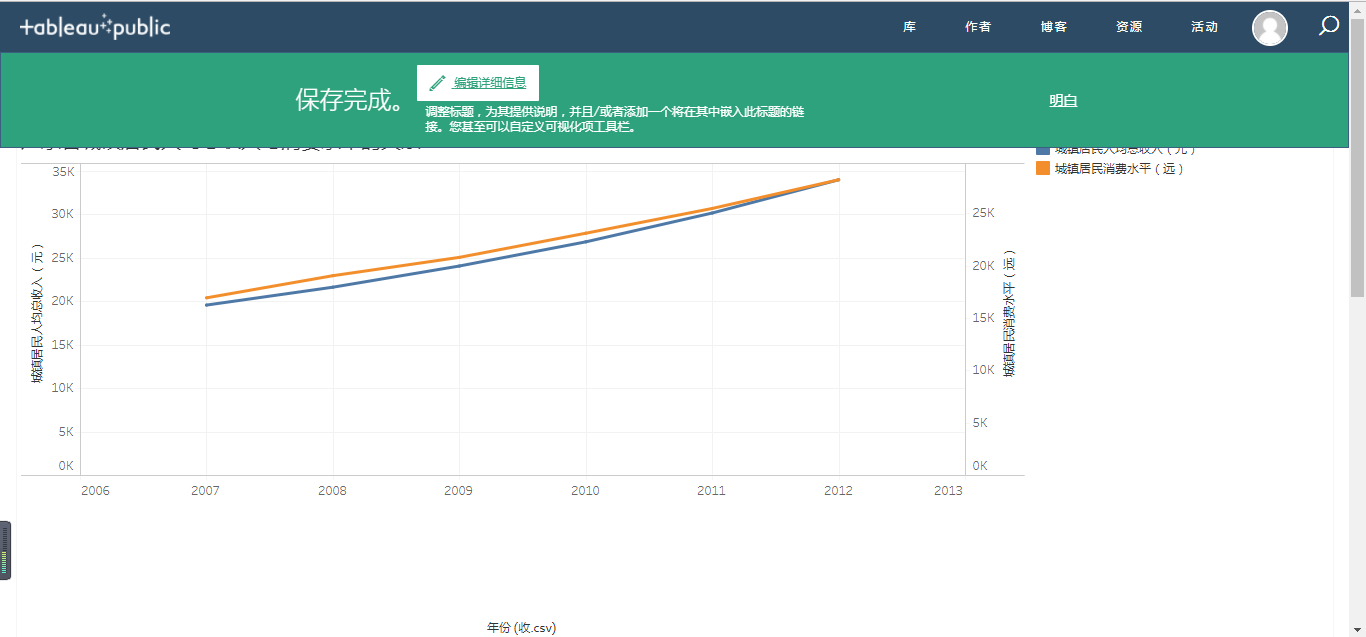 tableau public
库
作者
博客
资源
活动
保存完成。
编辑详细信息
调整标题，为其提供说明，并且/或者添加一个将在其中嵌入此标题的链
接。您甚至可以自定义可视化项工具栏。
明白
城镇居民人均总收入（元）
城镇居民消费水平（远）
35K
30K
25K
20K
15K
10K
5K
0K
城镇居民人均总收入（元）
25K
20K
15K
10K
5K
0K
城镇居民消费水平（远）
2006
2007
2008
2009
2010
2011
2012
2013
年份 (收.csv)